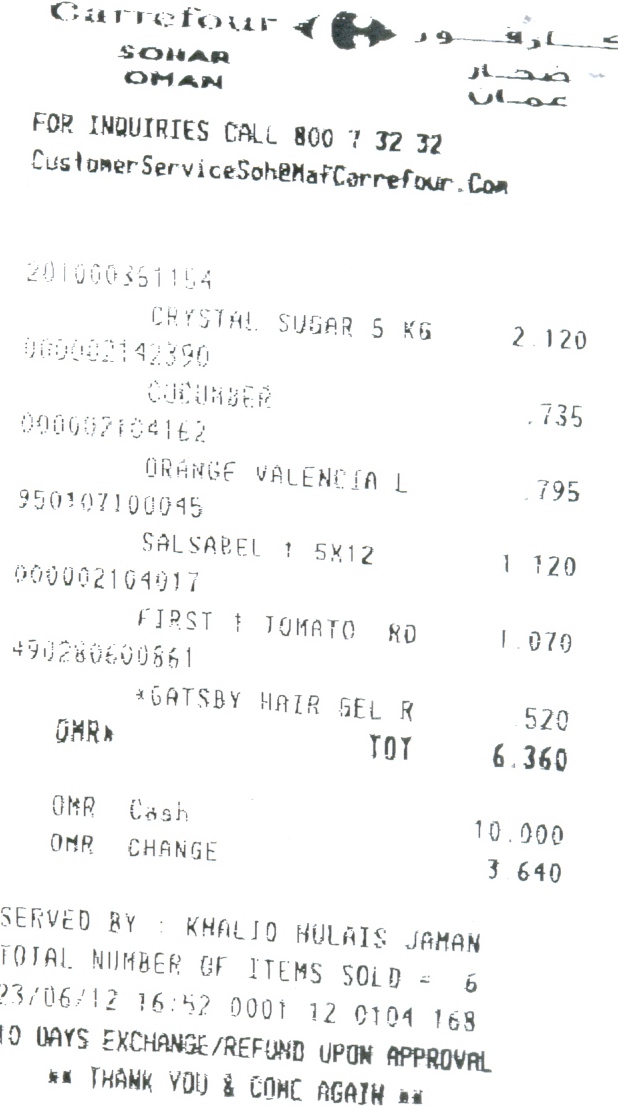 Carrefour كارفور
SOHAR صحار
OMAN عمان
FOR INQUIRIES CALL 800 7 32 32
CustomerServiceSoh@MafCarrefour.Com
201000351154
CRYSTAL SUGAR 5 KG 2.120
000002142390
CUCUMBER .735
000002104162
ORANGE VALENCIA L .795
950107100045
SALSABEL 1 5X12 1 120
000002104017
FIRST 1 TOMATO RD 1.070
490280600861
*GATSBY HAIR GEL R 520
OMR* TOT 6.360
OMR Cash 10.000
OMR CHANGE 3 640
SERVED BY : KHALID HULAIS JAMAN
TOTAL NUMBER OF ITEMS SOLD = 6
23/06/12 16:52 0001 12 0104 168
10 DAYS EXCHANGE/REFUND UPON APPROVAL
** THANK YOU & COME AGAIN **